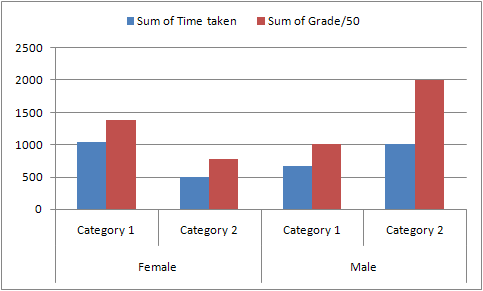 Sum of Time taken Sum of Grade/50
2500
2000
1500
1000
500
0
Category 1 Category 2 Category 1 Category 2
Female Male